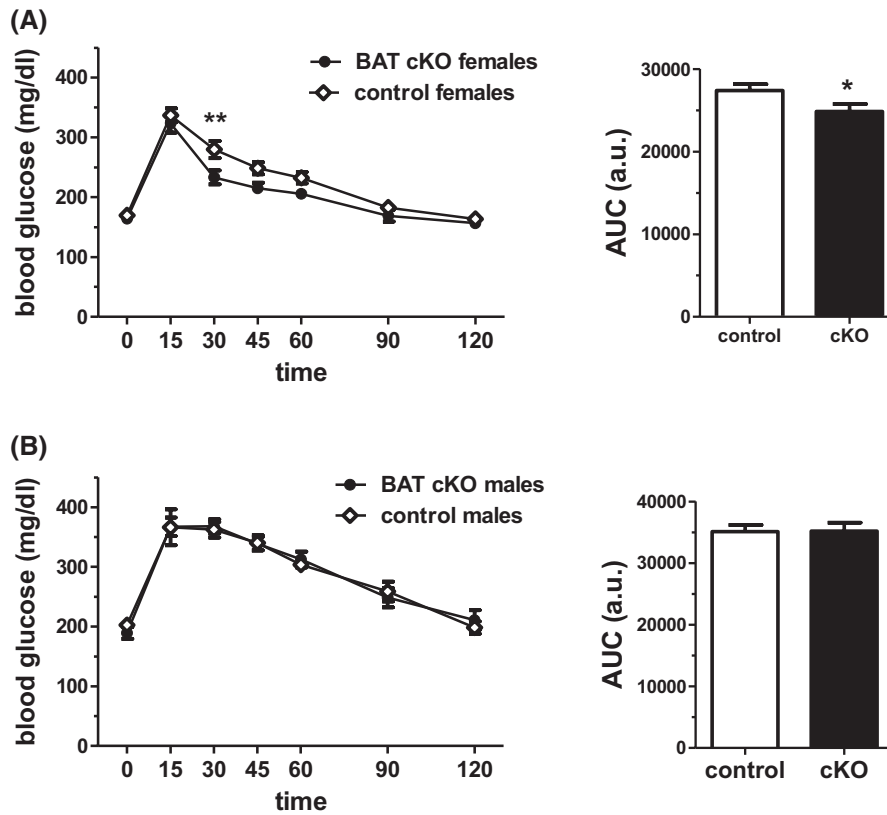 (A)
blood glucose (mg/dl)
400
300
200
100
0
BAT cKO females
control females
**
0 15 30 45 60 90 120
time
AUC (a.u.)
30000
20000
10000
0
*
control cKO
(B)
blood glucose (mg/dl)
400
300
200
100
0
BAT cKO males
control males
0 15 30 45 60 90 120
time
AUC (a.u.)
40000
30000
20000
10000
0
control cKO